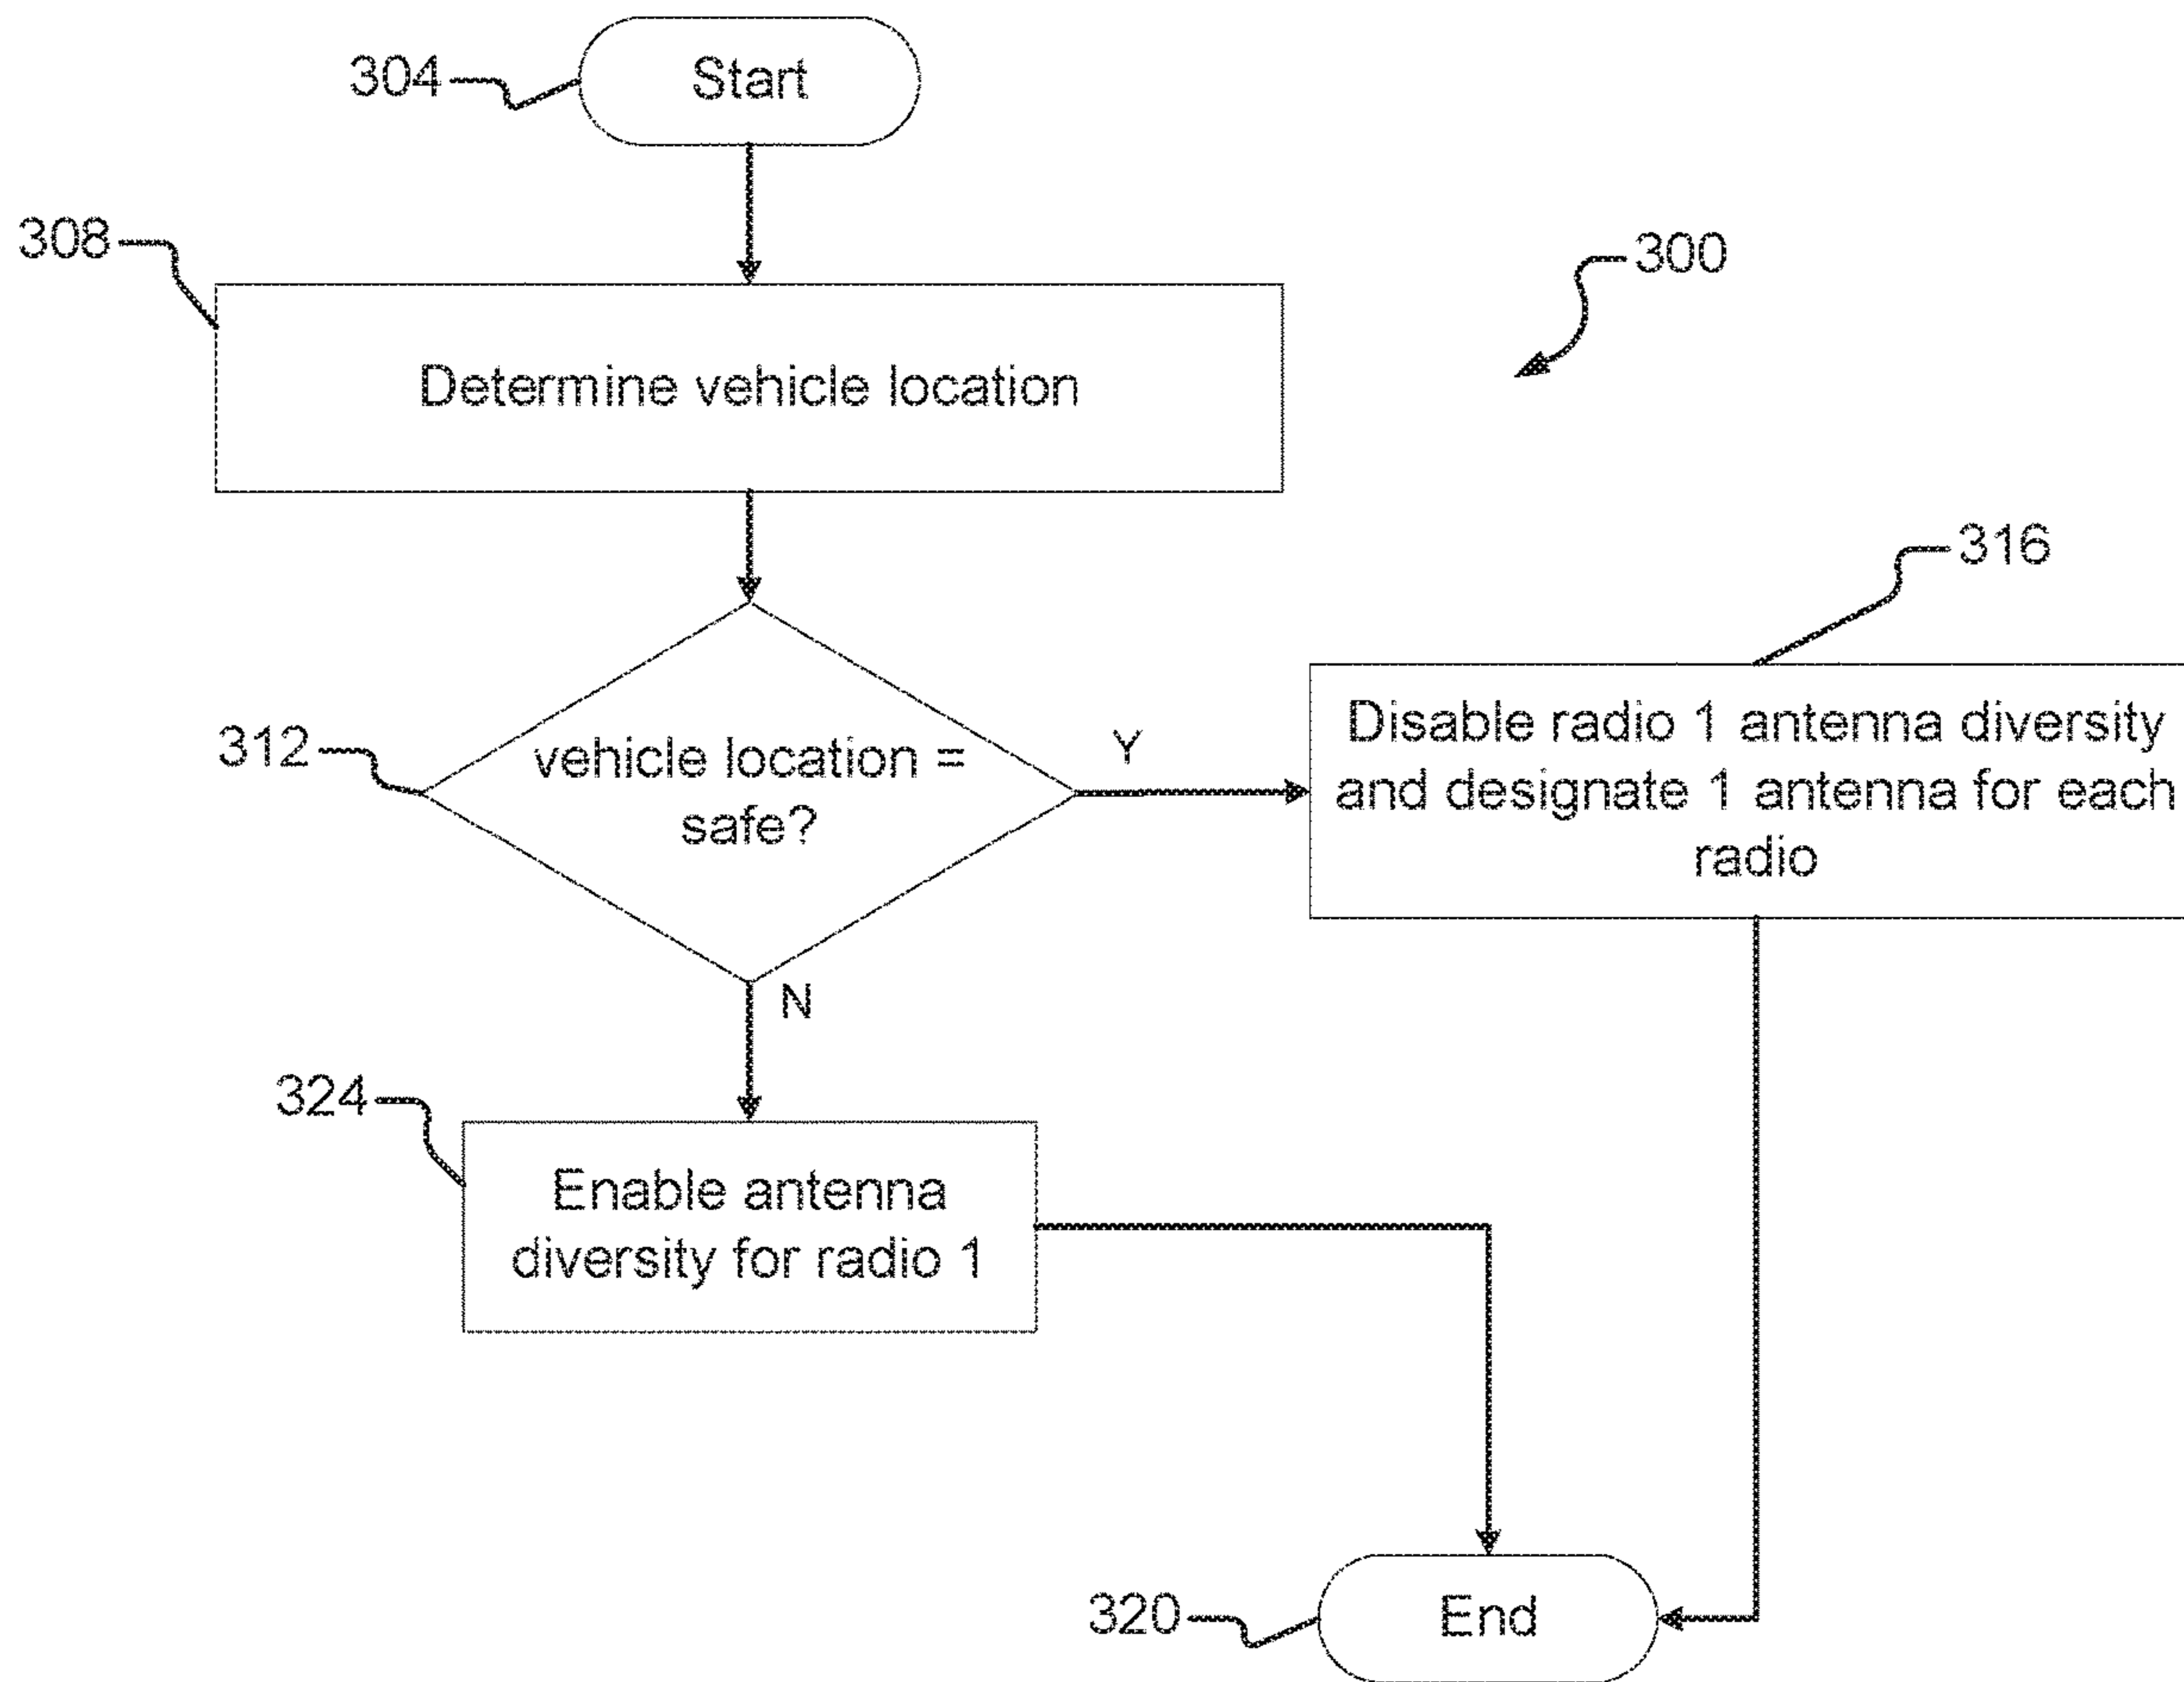 304
Start
308
300
Determine vehicle location
316
312
vehicle location =
safe?
Y
Disable radio 1 antenna diversity
and designate 1 antenna for each
radio
N
324
Enable antenna
diversity for radio 1
320
End